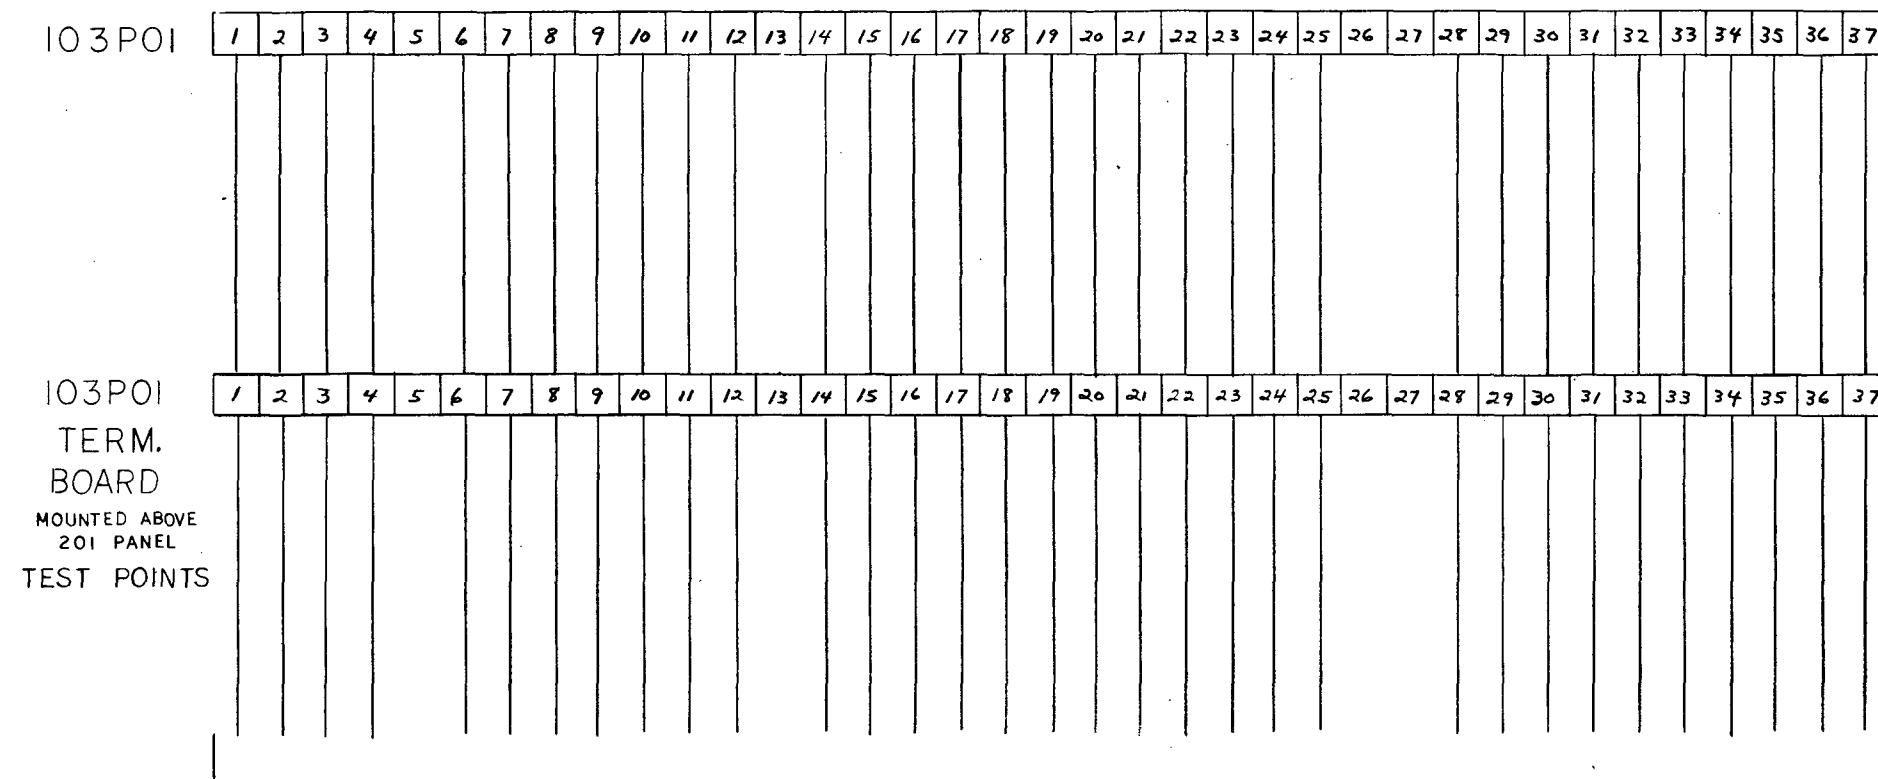 103P01 1 2 3 4 5 6 7 8 9 10 11 12 13 14 15 16 17 18 19 20 21 22 23 24 25 26 27 28 29 30 31 32 33 34 35 36 37
103P01 1 2 3 4 5 6 7 8 9 10 11 12 13 14 15 16 17 18 19 20 21 22 23 24 25 26 27 28 29 30 31 32 33 34 35 36 37
TERM.
BOARD
MOUNTED ABOVE
201 PANEL
TEST POINTS